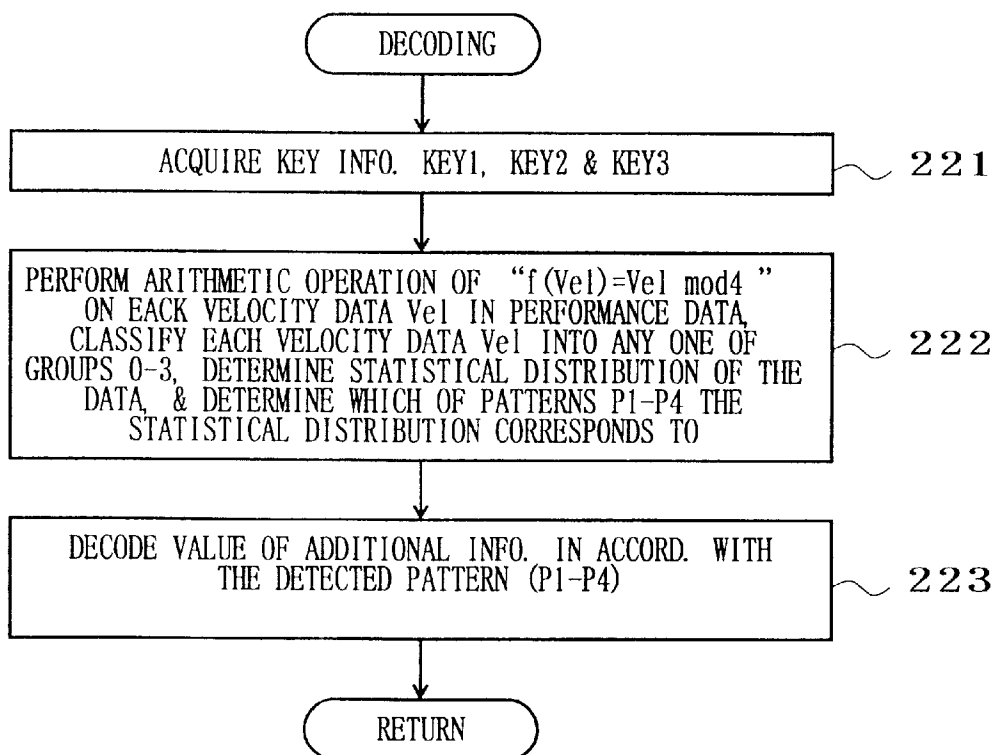 DECODING
ACQUIRE KEY INFO. KEY1, KEY2 & KEY3
221
PERFORM ARITHMETIC OPERATION OF "f(Vel)=Vel mod4 "
ON EACK VELOCITY DATA Vel IN PERFORMANCE DATA,
CLASSIFY EACH VELOCITY DATA Vel INTO ANY ONE OF
GROUPS 0-3, DETERMINE STATISTICAL DISTRIBUTION OF THE
DATA, & DETERMINE WHICH OF PATTERNS P1-P4 THE
STATISTICAL DISTRIBUTION CORRESPONDS TO
222
DECODE VALUE OF ADDITIONAL INFO. IN ACCORD. WITH
THE DETECTED PATTERN (P1-P4)
223
RETURN